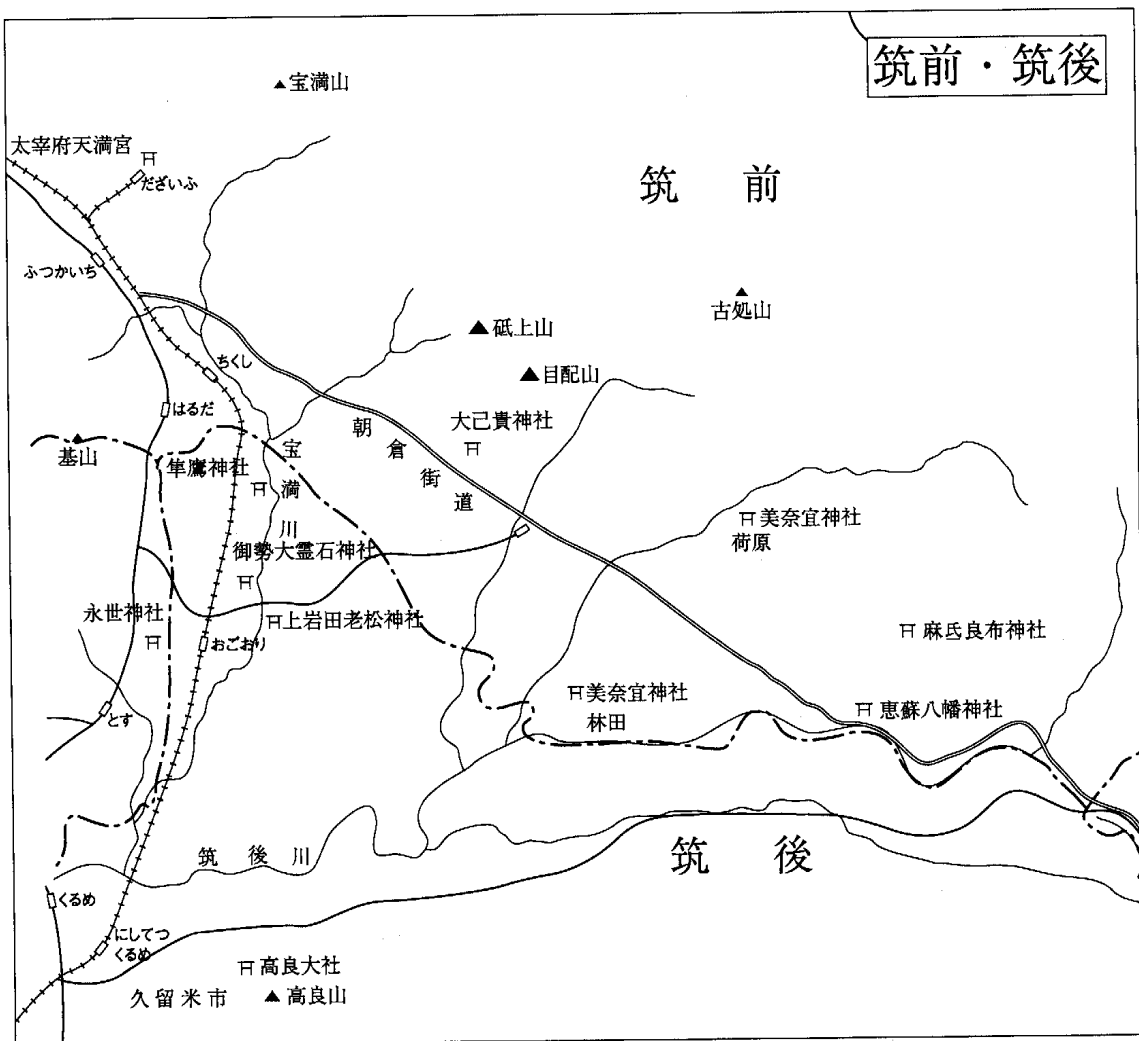 筑前・筑後
宝満山
太宰府天満宮
だざいふ
筑前
ふつかいち
古処山
砥上山
ちくし
目配山
はるだ
大己貴神社
朝倉街道
基山
隼鷹神社
宝満川
美奈宜神社
荷原
御勢大霊石神社
永世神社
上岩田老松神社
おごおり
麻氐良布神社
美奈宜神社
林田
恵蘇八幡神社
とす
筑後川
筑後
くるめ
にしてつ
くるめ
高良大社
久留米市
高良山